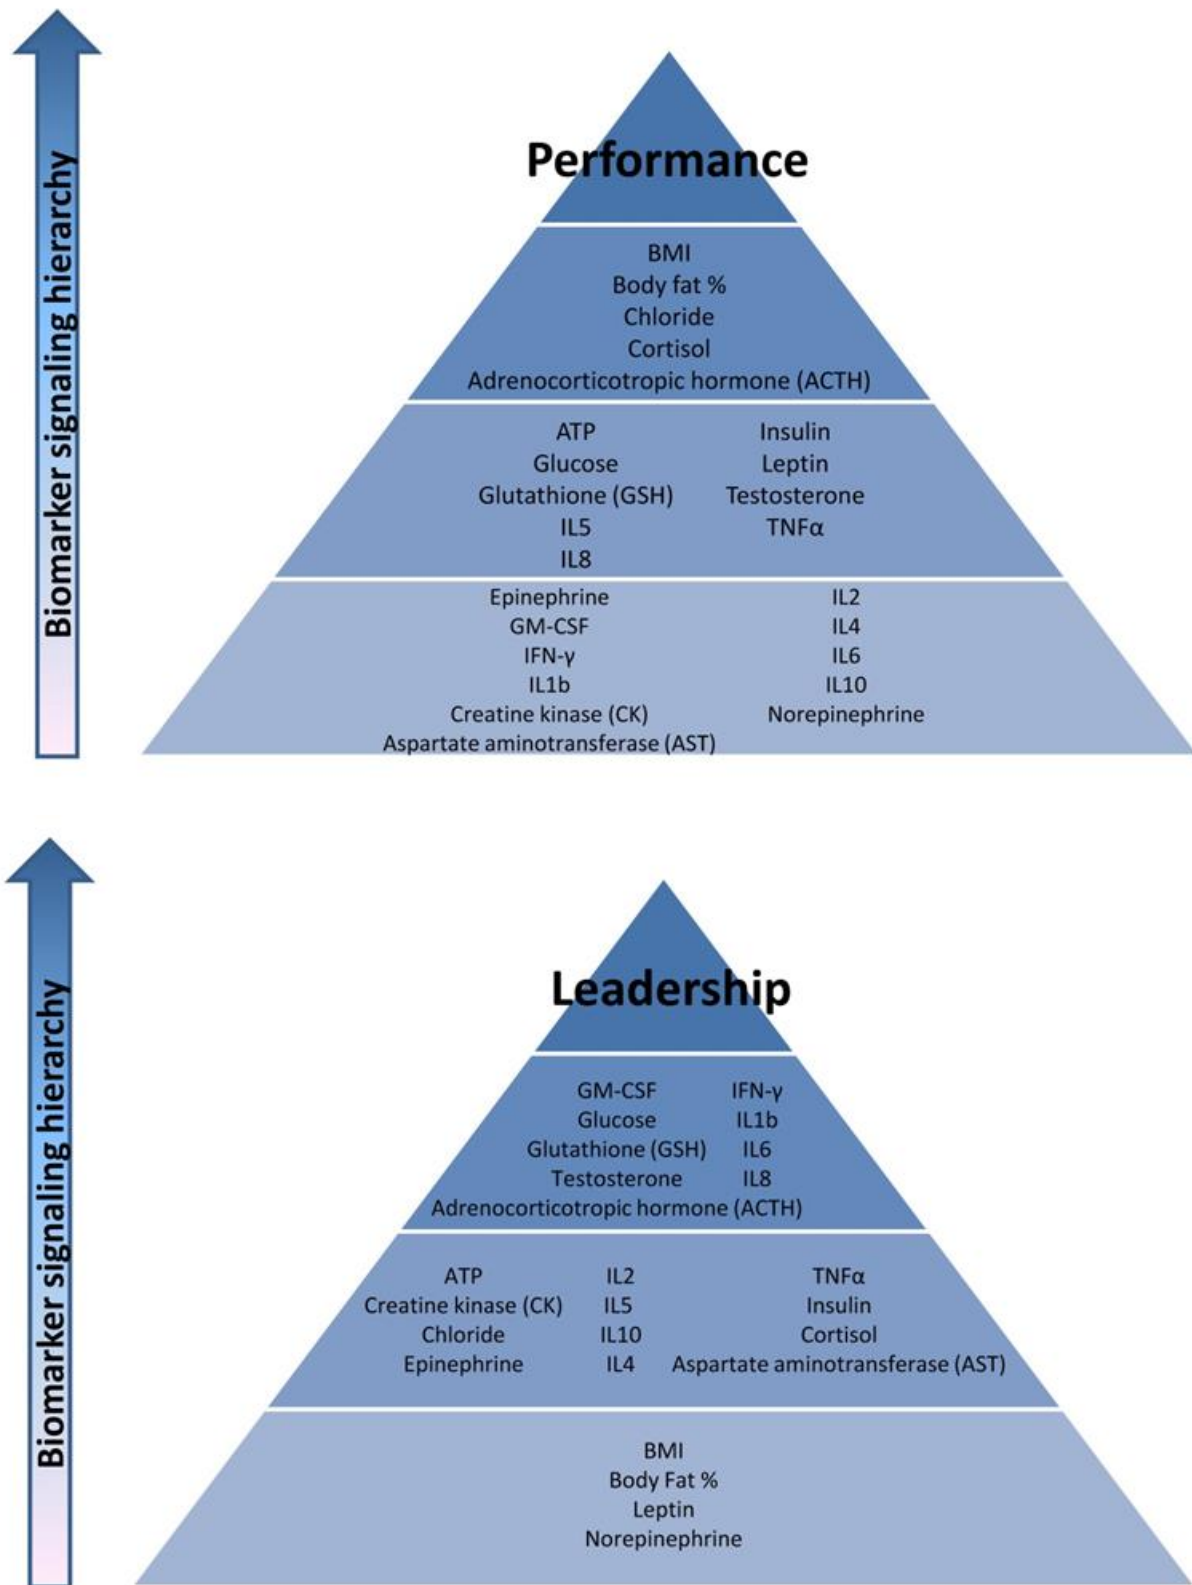 Biomarker signaling hierarchy
Performance
BMI
Body fat %
Chloride
Cortisol
Adrenocorticotropic hormone (ACTH)
ATP Insulin
Glucose Leptin
Glutathione (GSH) Testosterone
IL5 TNFα
IL8
Epinephrine IL2
GM-CSF IL4
IFN-γ IL6
IL1b IL10
Creatine kinase (CK) Norepinephrine
Aspartate aminotransferase (AST)
Biomarker signaling hierarchy
Leadership
GM-CSF IFN-γ
Glucose IL1b
Glutathione (GSH) IL6
Testosterone IL8
Adrenocorticotropic hormone (ACTH)
ATP IL2 TNFα
Creatine kinase (CK) IL5 Insulin
Chloride IL10 Cortisol
Epinephrine IL4 Aspartate aminotransferase (AST)
BMI
Body Fat %
Leptin
Norepinephrine